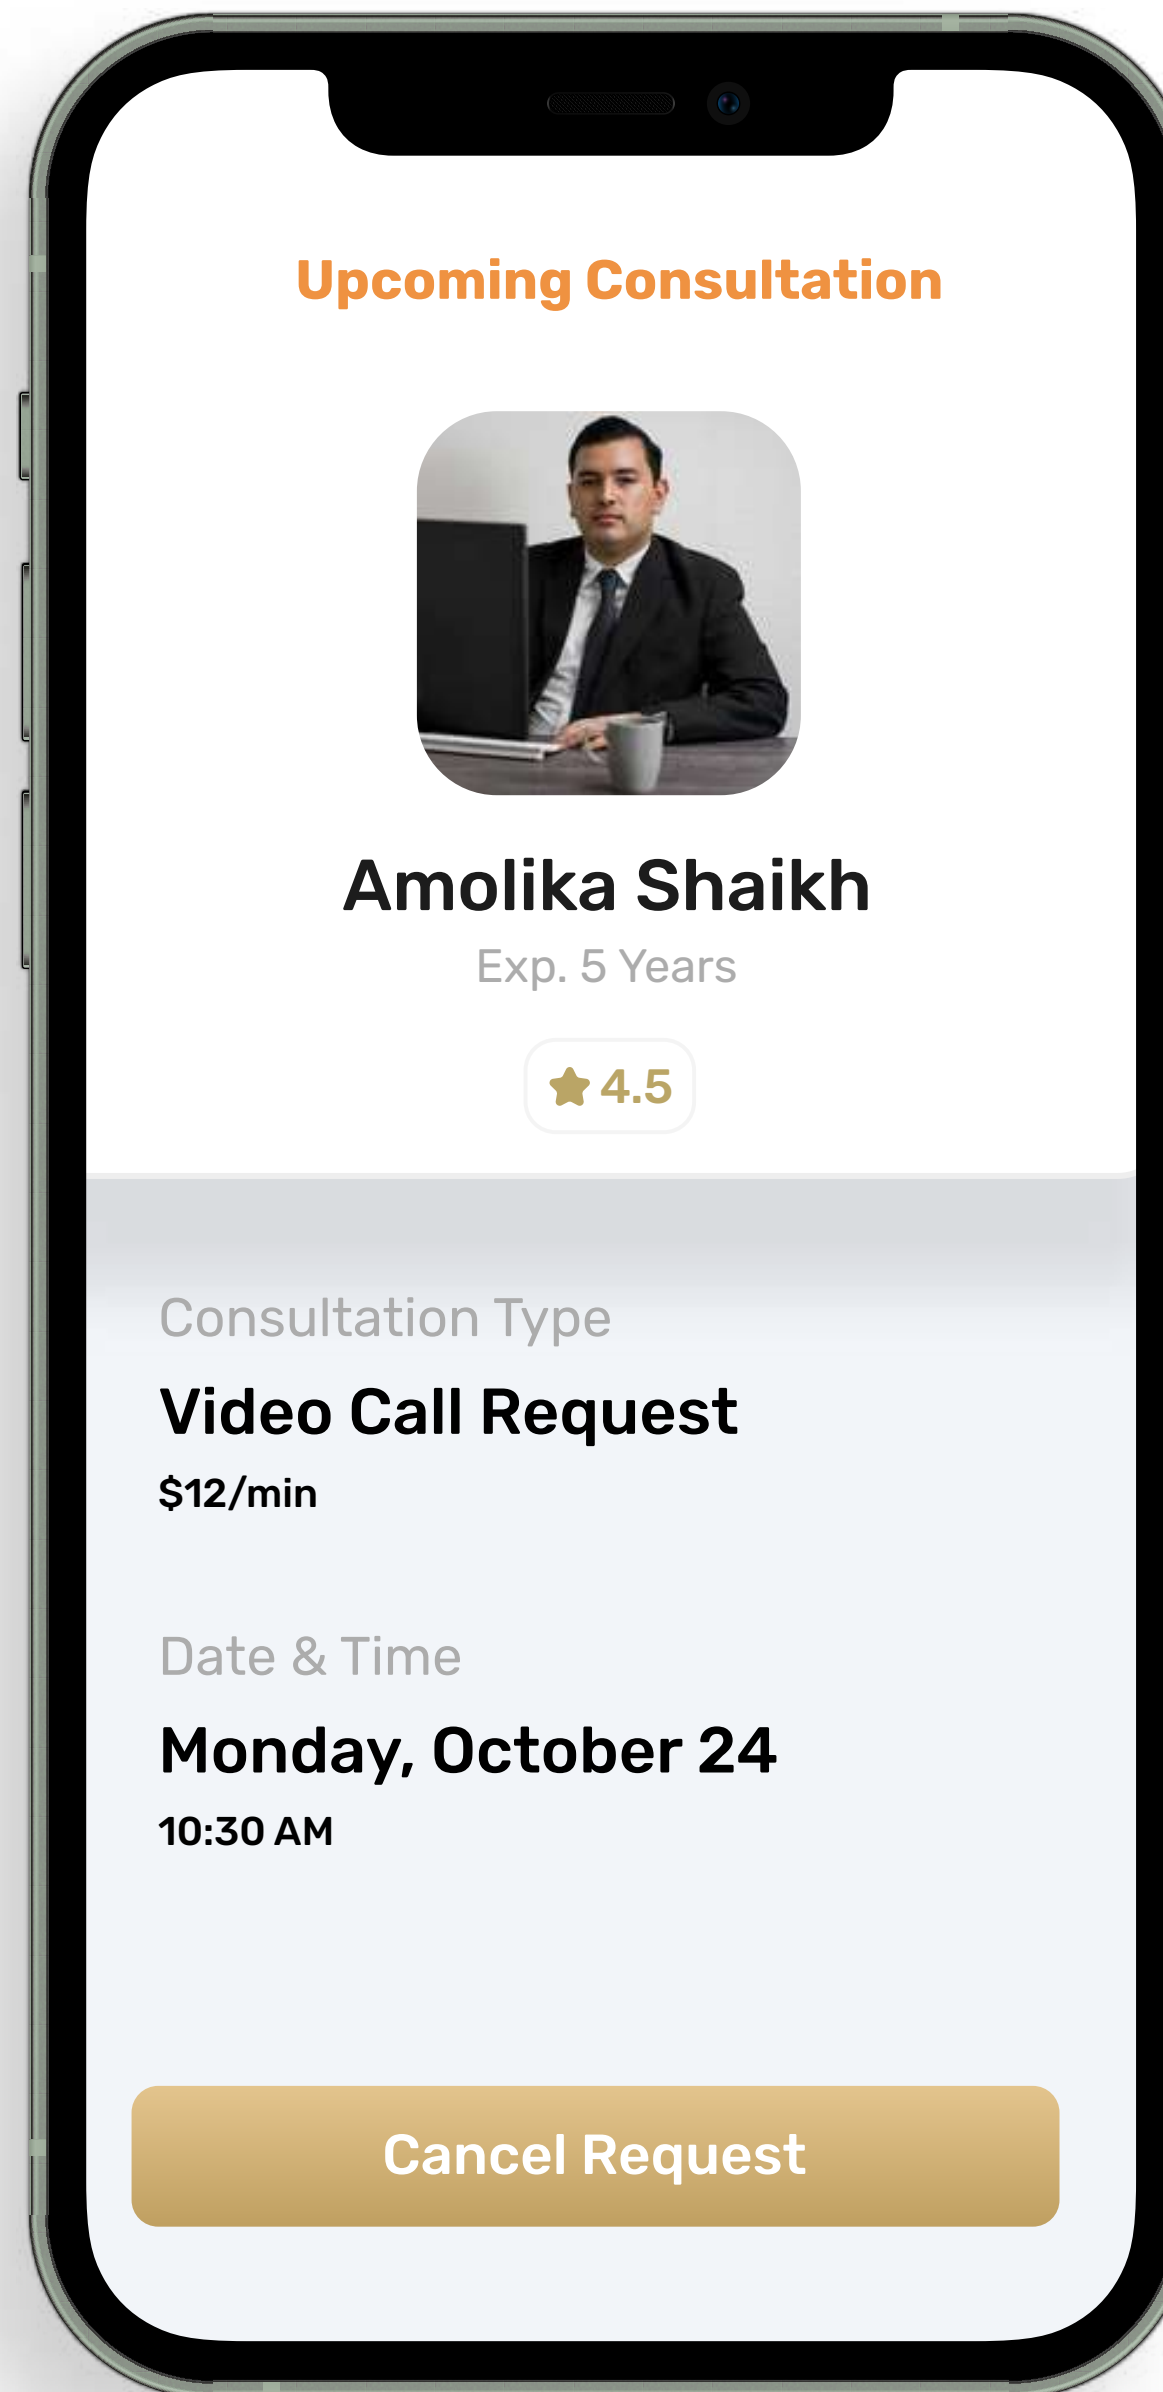 Upcoming Consultation
Amolika Shaikh
Exp. 5 Years
4.5
Consultation Type
Video Call Request
$12/min
Date & Time
Monday, October 24
10:30 AM
Cancel Request